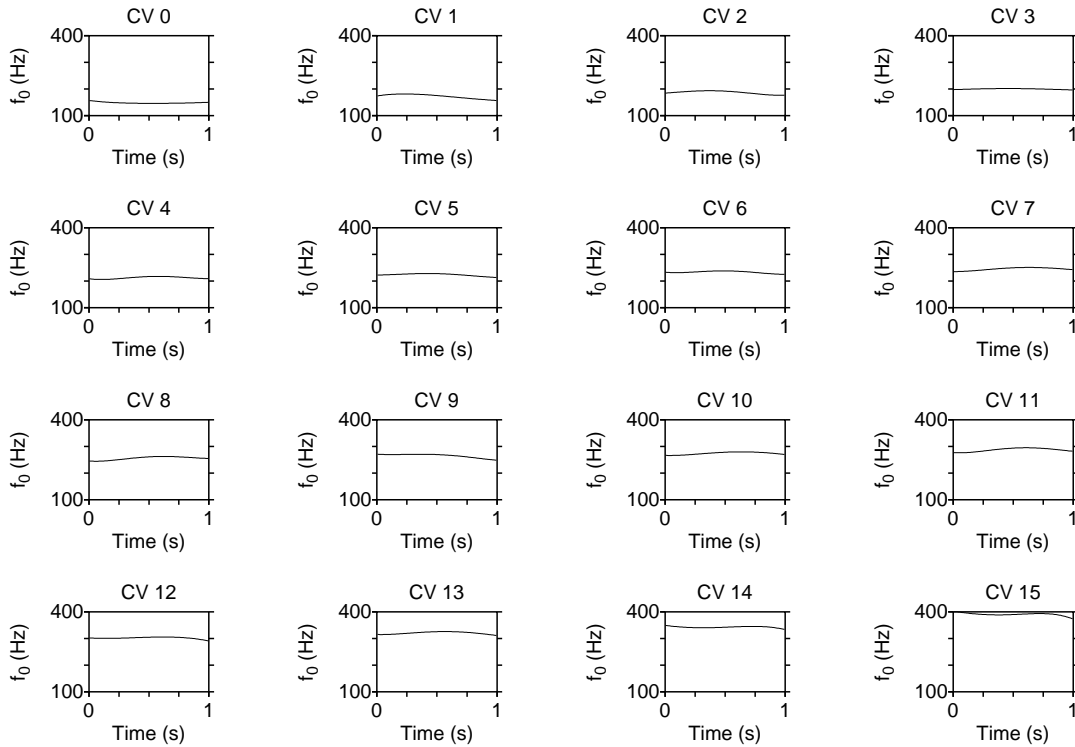 CV 0 CV 1 CV 2 CV 3
400 400 400 400
f0 (Hz) f0 (Hz) f0 (Hz) f0 (Hz)
100 100 100 100
0 1 0 1 0 1 0 1
Time (s) Time (s) Time (s) Time (s)
CV 4 CV 5 CV 6 CV 7
400 400 400 400
f0 (Hz) f0 (Hz) f0 (Hz) f0 (Hz)
100 100 100 100
0 1 0 1 0 1 0 1
Time (s) Time (s) Time (s) Time (s)
CV 8 CV 9 CV 10 CV 11
400 400 400 400
f0 (Hz) f0 (Hz) f0 (Hz) f0 (Hz)
100 100 100 100
0 1 0 1 0 1 0 1
Time (s) Time (s) Time (s) Time (s)
CV 12 CV 13 CV 14 CV 15
400 400 400 400
f0 (Hz) f0 (Hz) f0 (Hz) f0 (Hz)
100 100 100 100
0 1 0 1 0 1 0 1
Time (s) Time (s) Time (s) Time (s)